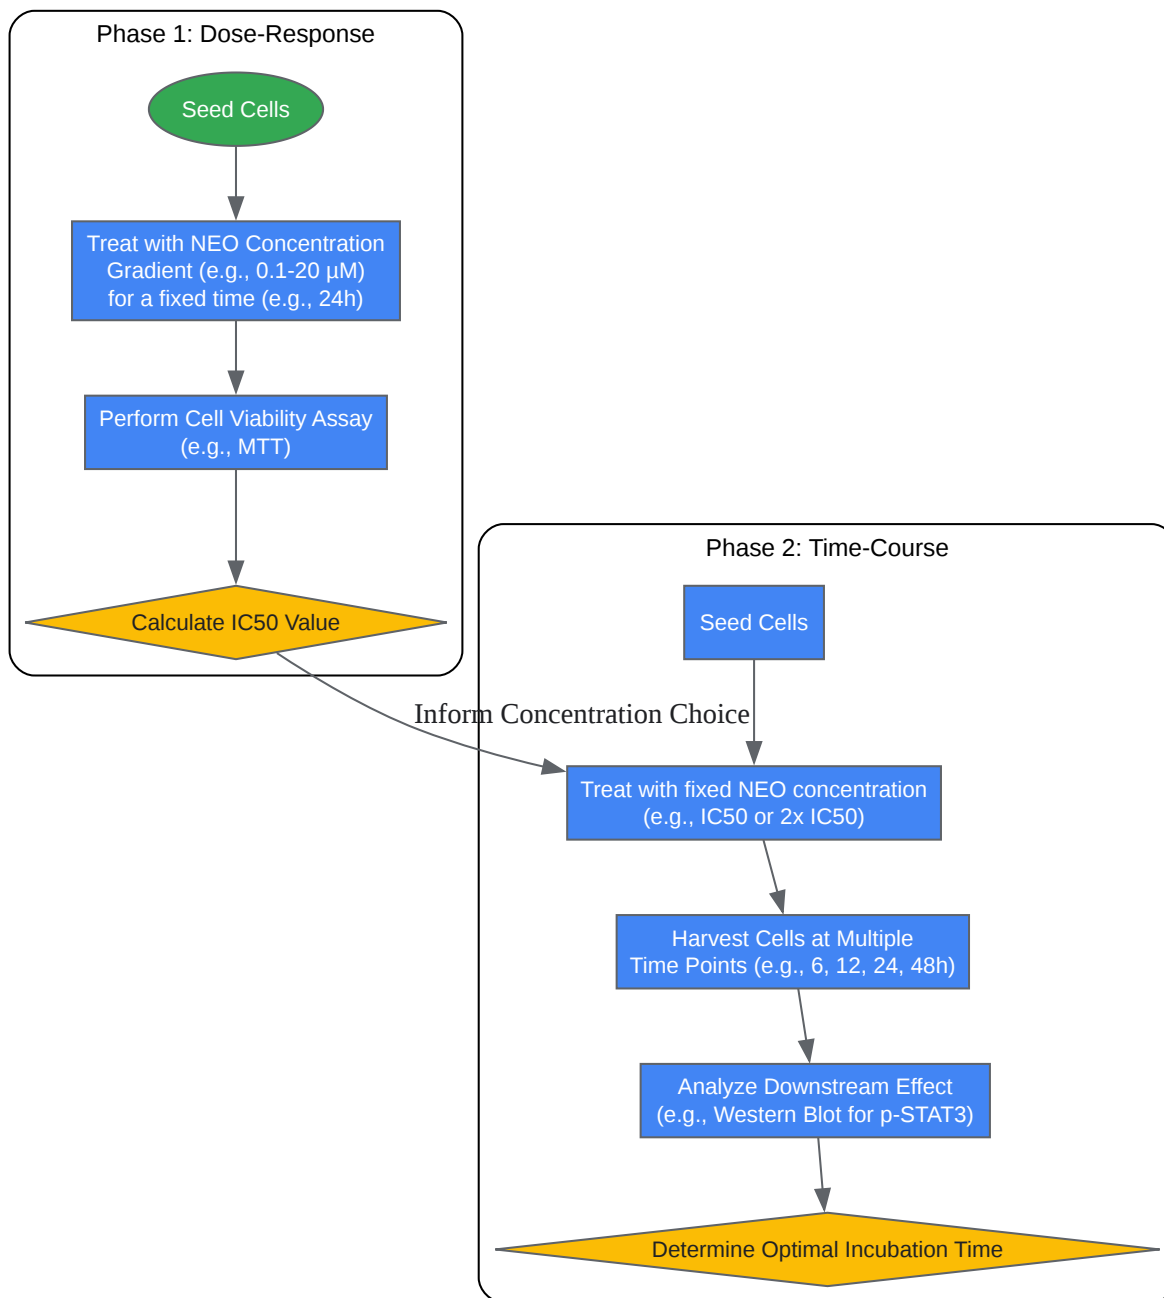 Phase 1: Dose-Response
Seed Cells
Treat with NEO Concentration
Gradient (e.g., 0.1-20 µM)
for a fixed time (e.g., 24h)
Perform Cell Viability Assay
(e.g., MTT)
Calculate IC50 Value
Inform Concentration Choice
Phase 2: Time-Course
Seed Cells
Treat with fixed NEO concentration
(e.g., IC50 or 2x IC50)
Harvest Cells at Multiple
Time Points (e.g., 6, 12, 24, 48h)
Analyze Downstream Effect
(e.g., Western Blot for p-STAT3)
Determine Optimal Incubation Time